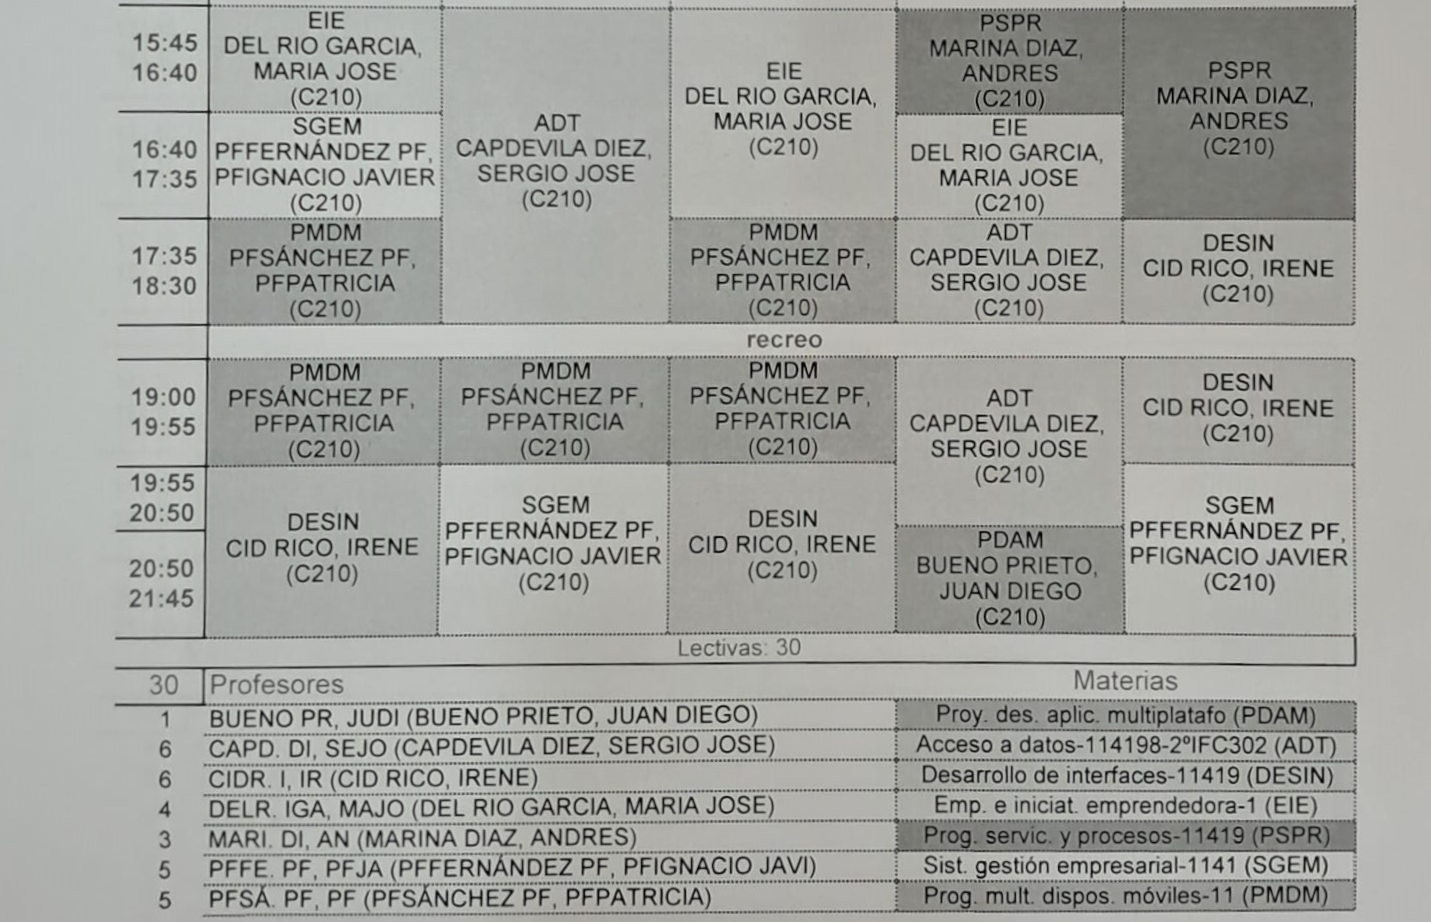 15:45
16:40
EIE
DEL RIO GARCIA,
MARIA JOSE
(C210)
ADT
CAPDEVILA DIEZ,
SERGIO JOSE
(C210)
EIE
DEL RIO GARCIA,
MARIA JOSE
(C210)
PSPR
MARINA DIAZ,
ANDRES
(C210)
PSPR
MARINA DIAZ,
ANDRES
(C210)
16:40
17:35
SGEM
PFFERNÁNDEZ PF,
PFIGNACIO JAVIER
(C210)
EIE
DEL RIO GARCIA,
MARIA JOSE
(C210)
17:35
18:30
PMDM
PFSÁNCHEZ PF,
PFPATRICIA
(C210)
PMDM
PFSÁNCHEZ PF,
PFPATRICIA
(C210)
ADT
CAPDEVILA DIEZ,
SERGIO JOSE
(C210)
DESIN
CID RICO, IRENE
(C210)
recreo
19:00
19:55
PMDM
PFSÁNCHEZ PF,
PFPATRICIA
(C210)
PMDM
PFSÁNCHEZ PF,
PFPATRICIA
(C210)
PMDM
PFSÁNCHEZ PF,
PFPATRICIA
(C210)
ADT
CAPDEVILA DIEZ,
SERGIO JOSE
(C210)
DESIN
CID RICO, IRENE
(C210)
19:55
20:50
DESIN
CID RICO, IRENE
(C210)
SGEM
PFFERNÁNDEZ PF,
PFIGNACIO JAVIER
(C210)
DESIN
CID RICO, IRENE
(C210)
SGEM
PFFERNÁNDEZ PF,
PFIGNACIO JAVIER
(C210)
20:50
21:45
PDAM
BUENO PRIETO,
JUAN DIEGO
(C210)
Lectivas: 30
30 Profesores Materias
1 BUENO PR, JUDI (BUENO PRIETO, JUAN DIEGO) Proy. des. aplic. multiplatafo (PDAM)
6 CAPD. DI, SEJO (CAPDEVILA DIEZ, SERGIO JOSE) Acceso a datos-114198-2ºIFC302 (ADT)
6 CIDR. I, IR (CID RICO, IRENE) Desarrollo de interfaces-11419 (DESIN)
4 DELR. IGA, MAJO (DEL RIO GARCIA, MARIA JOSE) Emp. e iniciat. emprendedora-1 (EIE)
3 MARI. DI, AN (MARINA DIAZ, ANDRES) Prog. servic. y procesos-11419 (PSPR)
5 PFFE. PF, PFJA (PFFERNÁNDEZ PF, PFIGNACIO JAVI) Sist. gestión empresarial-1141 (SGEM)
5 PFSÁ. PF, PF (PFSÁNCHEZ PF, PFPATRICIA) Prog. mult. dispos. móviles-11 (PMDM)